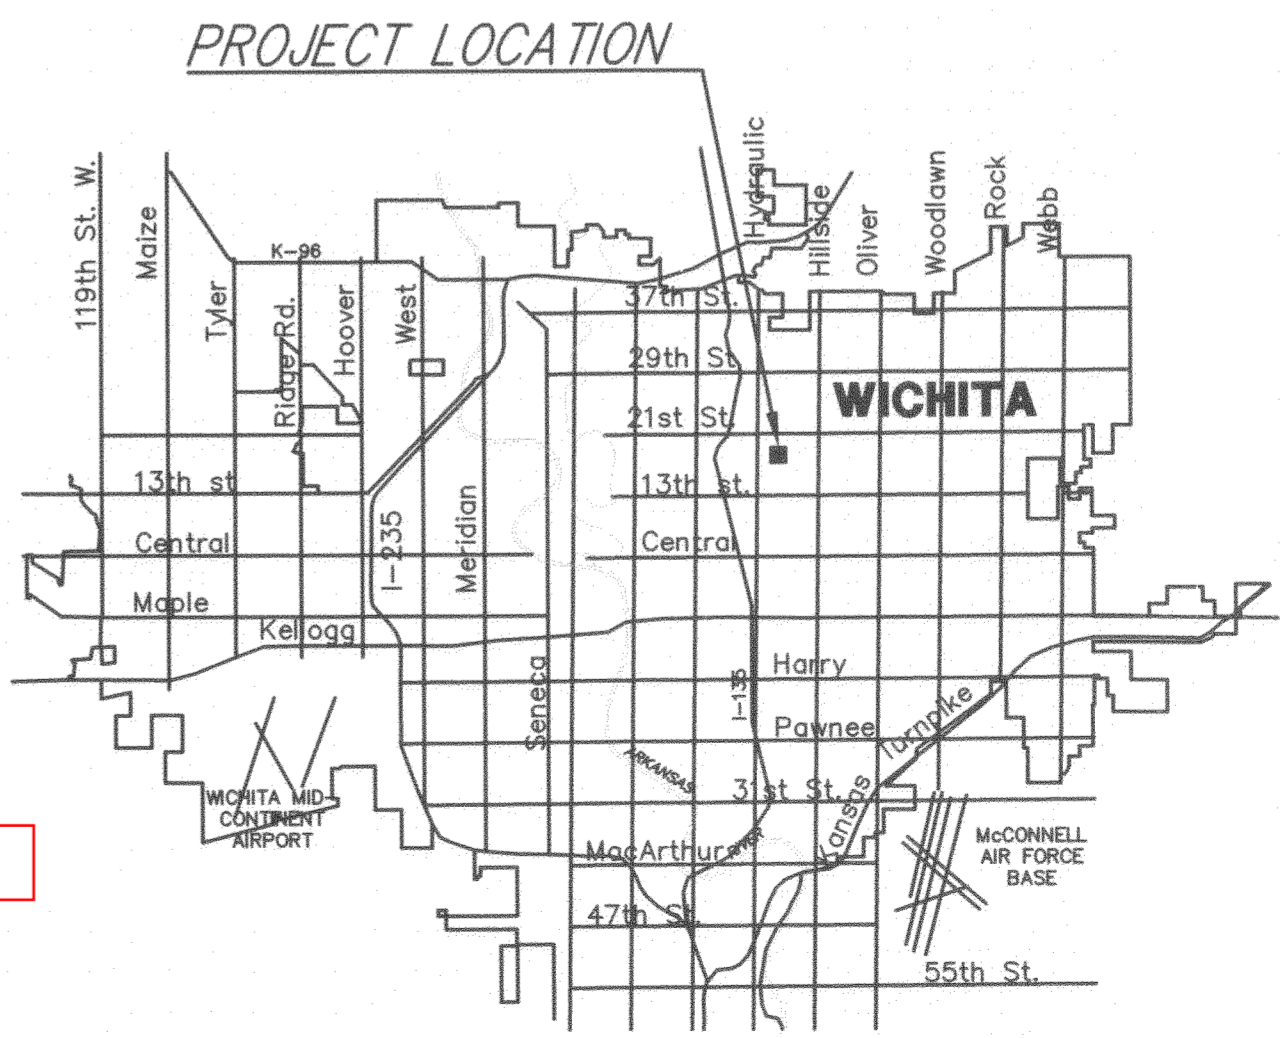 PROJECT LOCATION
119th St. W.
Maize
Tyler
K-96
Ridge Rd.
Hoover
West
Hydraulic
Hillside
Oliver
Woodlawn
Rock
Webb
37th St.
29th St.
WICHITA
21st St.
13th st
13th st.
Central
Central
I-235
Meridian
Maple
Kellogg
Seneca
I-135
Harry
Pawnee
Turnpike
Kansas
ARKANSAS
RIVER
31st St.
WICHITA MID-
CONTINENT
AIRPORT
MacArthur
McCONNELL
AIR FORCE
BASE
47th St.
55th St.